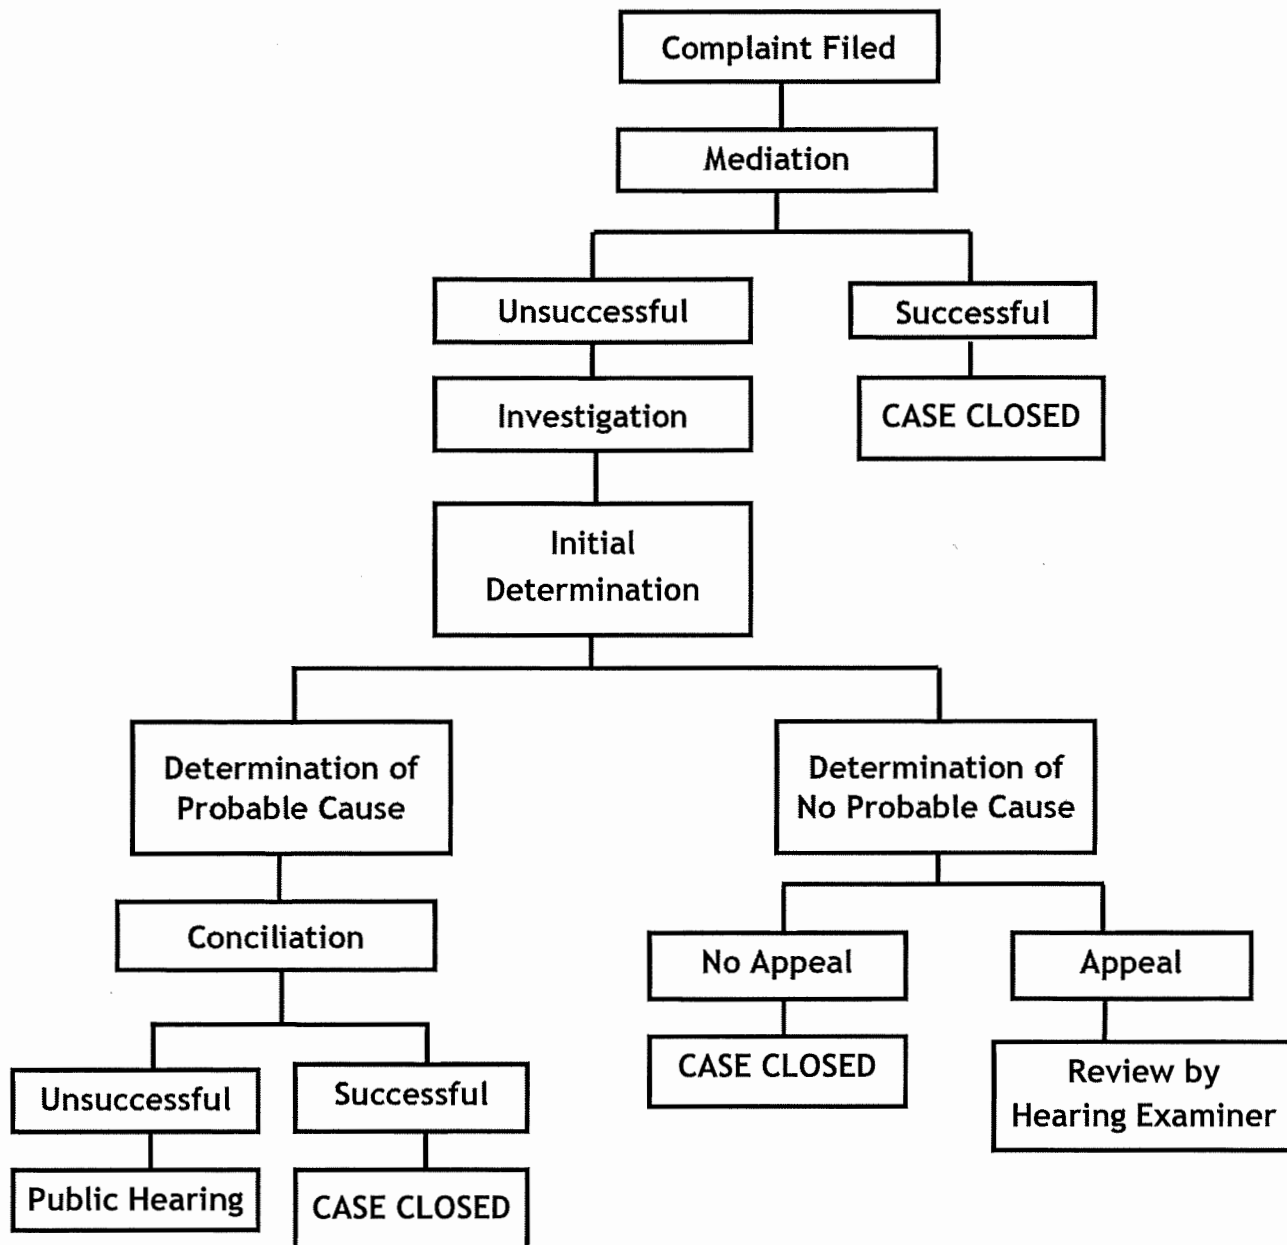 Complaint Filed
Mediation
Unsuccessful
Successful
Investigation
CASE CLOSED
Initial
Determination
Determination of
Probable Cause
Determination of
No Probable Cause
Conciliation
No Appeal
Appeal
CASE CLOSED
Review by
Hearing Examiner
Unsuccessful
Successful
Public Hearing
CASE CLOSED